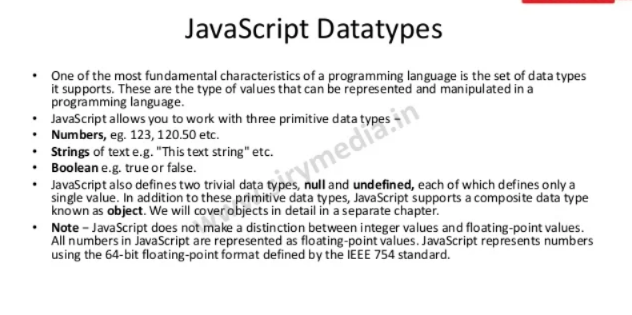 JavaScript Datatypes
• One of the most fundamental characteristics of a programming language is the set of data types
it supports. These are the type of values that can be represented and manipulated in a
programming language.
• JavaScript allows you to work with three primitive data types –
• Numbers, eg. 123, 120.50 etc.
• Strings of text e.g. "This text string" etc.
• Boolean e.g. true or false.
• JavaScript also defines two trivial data types, null and undefined, each of which defines only a
single value. In addition to these primitive data types, JavaScript supports a composite data type
known as object. We will cover objects in detail in a separate chapter.
• Note – JavaScript does not make a distinction between integer values and floating-point values.
All numbers in JavaScript are represented as floating-point values. JavaScript represents numbers
using the 64-bit floating-point format defined by the IEEE 754 standard.